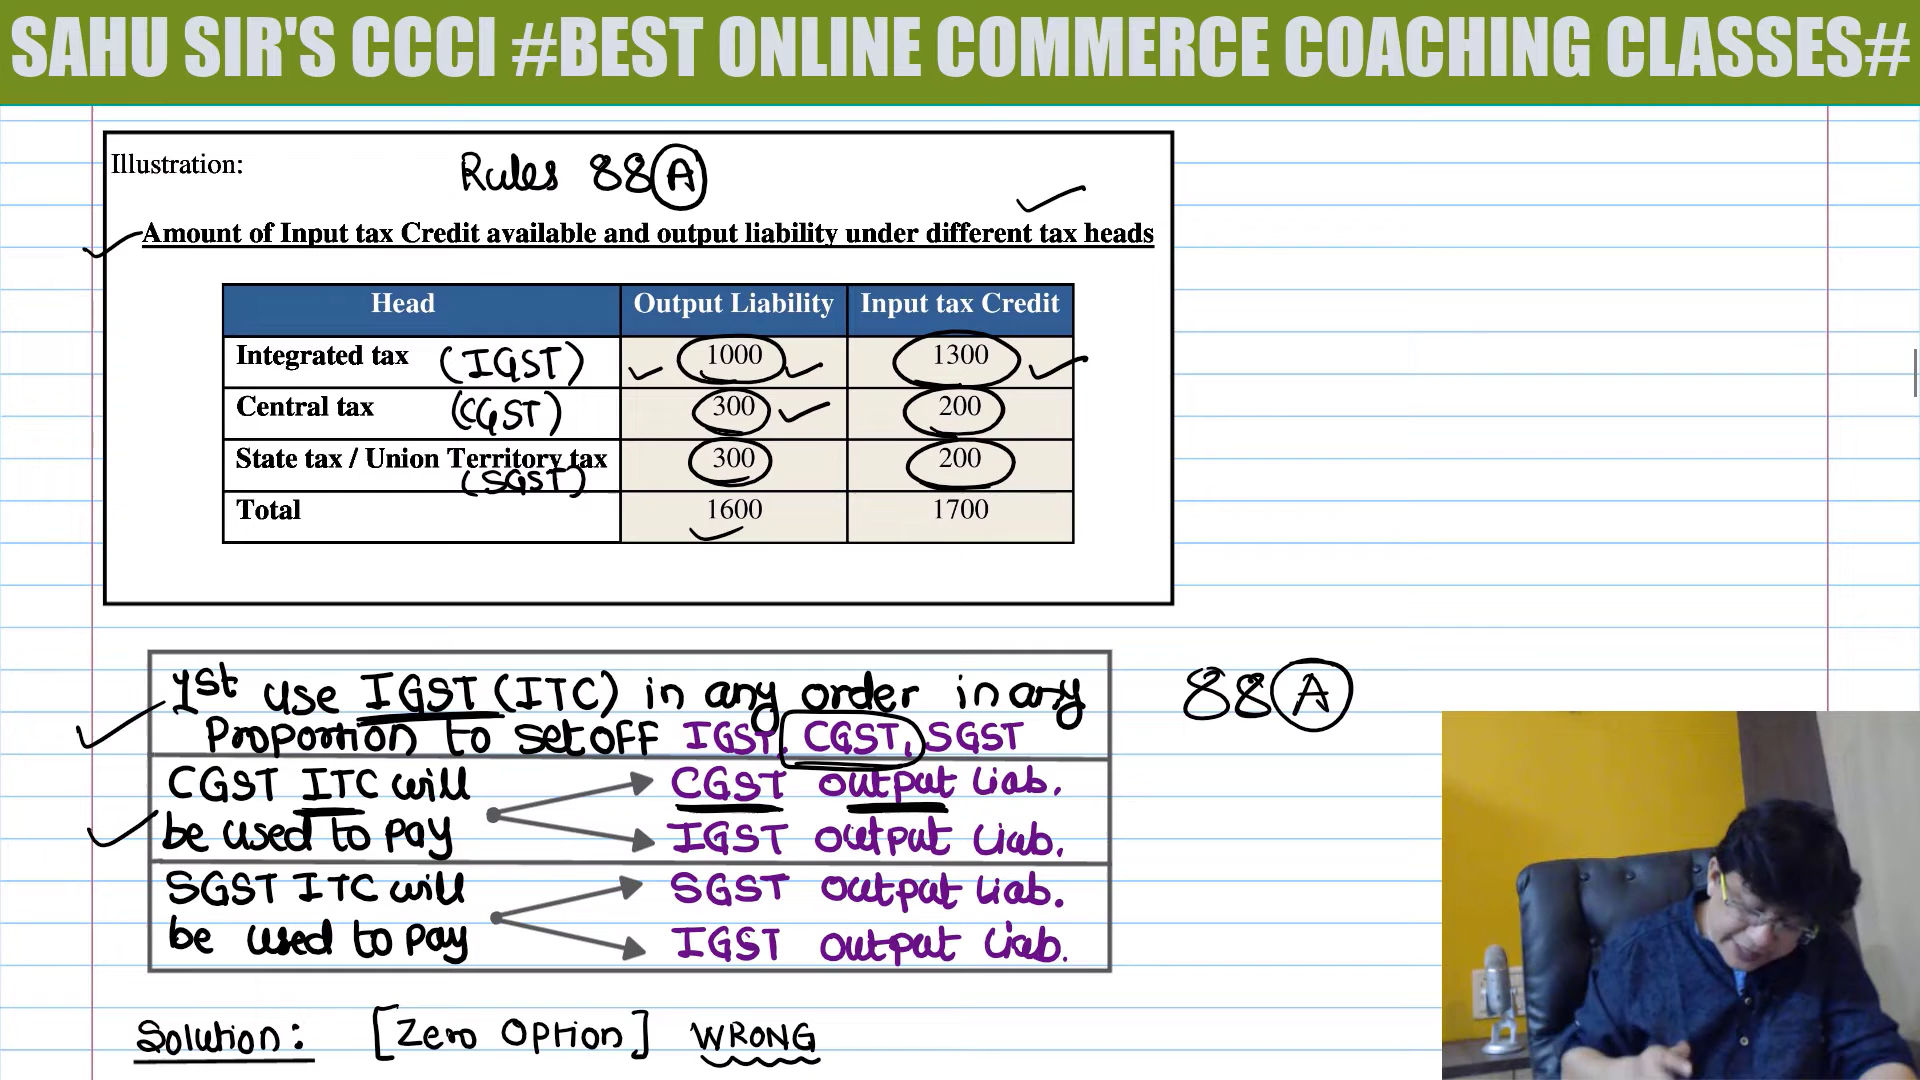 SAHU SIR'S CCCI #BEST ONLINE COMMERCE COACHING CLASSES#
Illustration: Rules 88 A
Amount of Input tax Credit available and output liability under different tax heads
Head Output Liability Input tax Credit
Integrated tax (IGST) 1000 1300
Central tax (CGST) 300 200
State tax / Union Territory tax 300 200
(SGST)
Total 1600 1700
1st use IGST (ITC) in any order in any
Proportion to setoff IGST, CGST, SGST
88 A
CGST ITC will CGST output Liab.
be used to pay IGST output Liab.
SGST ITC will SGST output Liab.
be used to pay IGST output Liab.
Solution: [Zero Option] WRONG